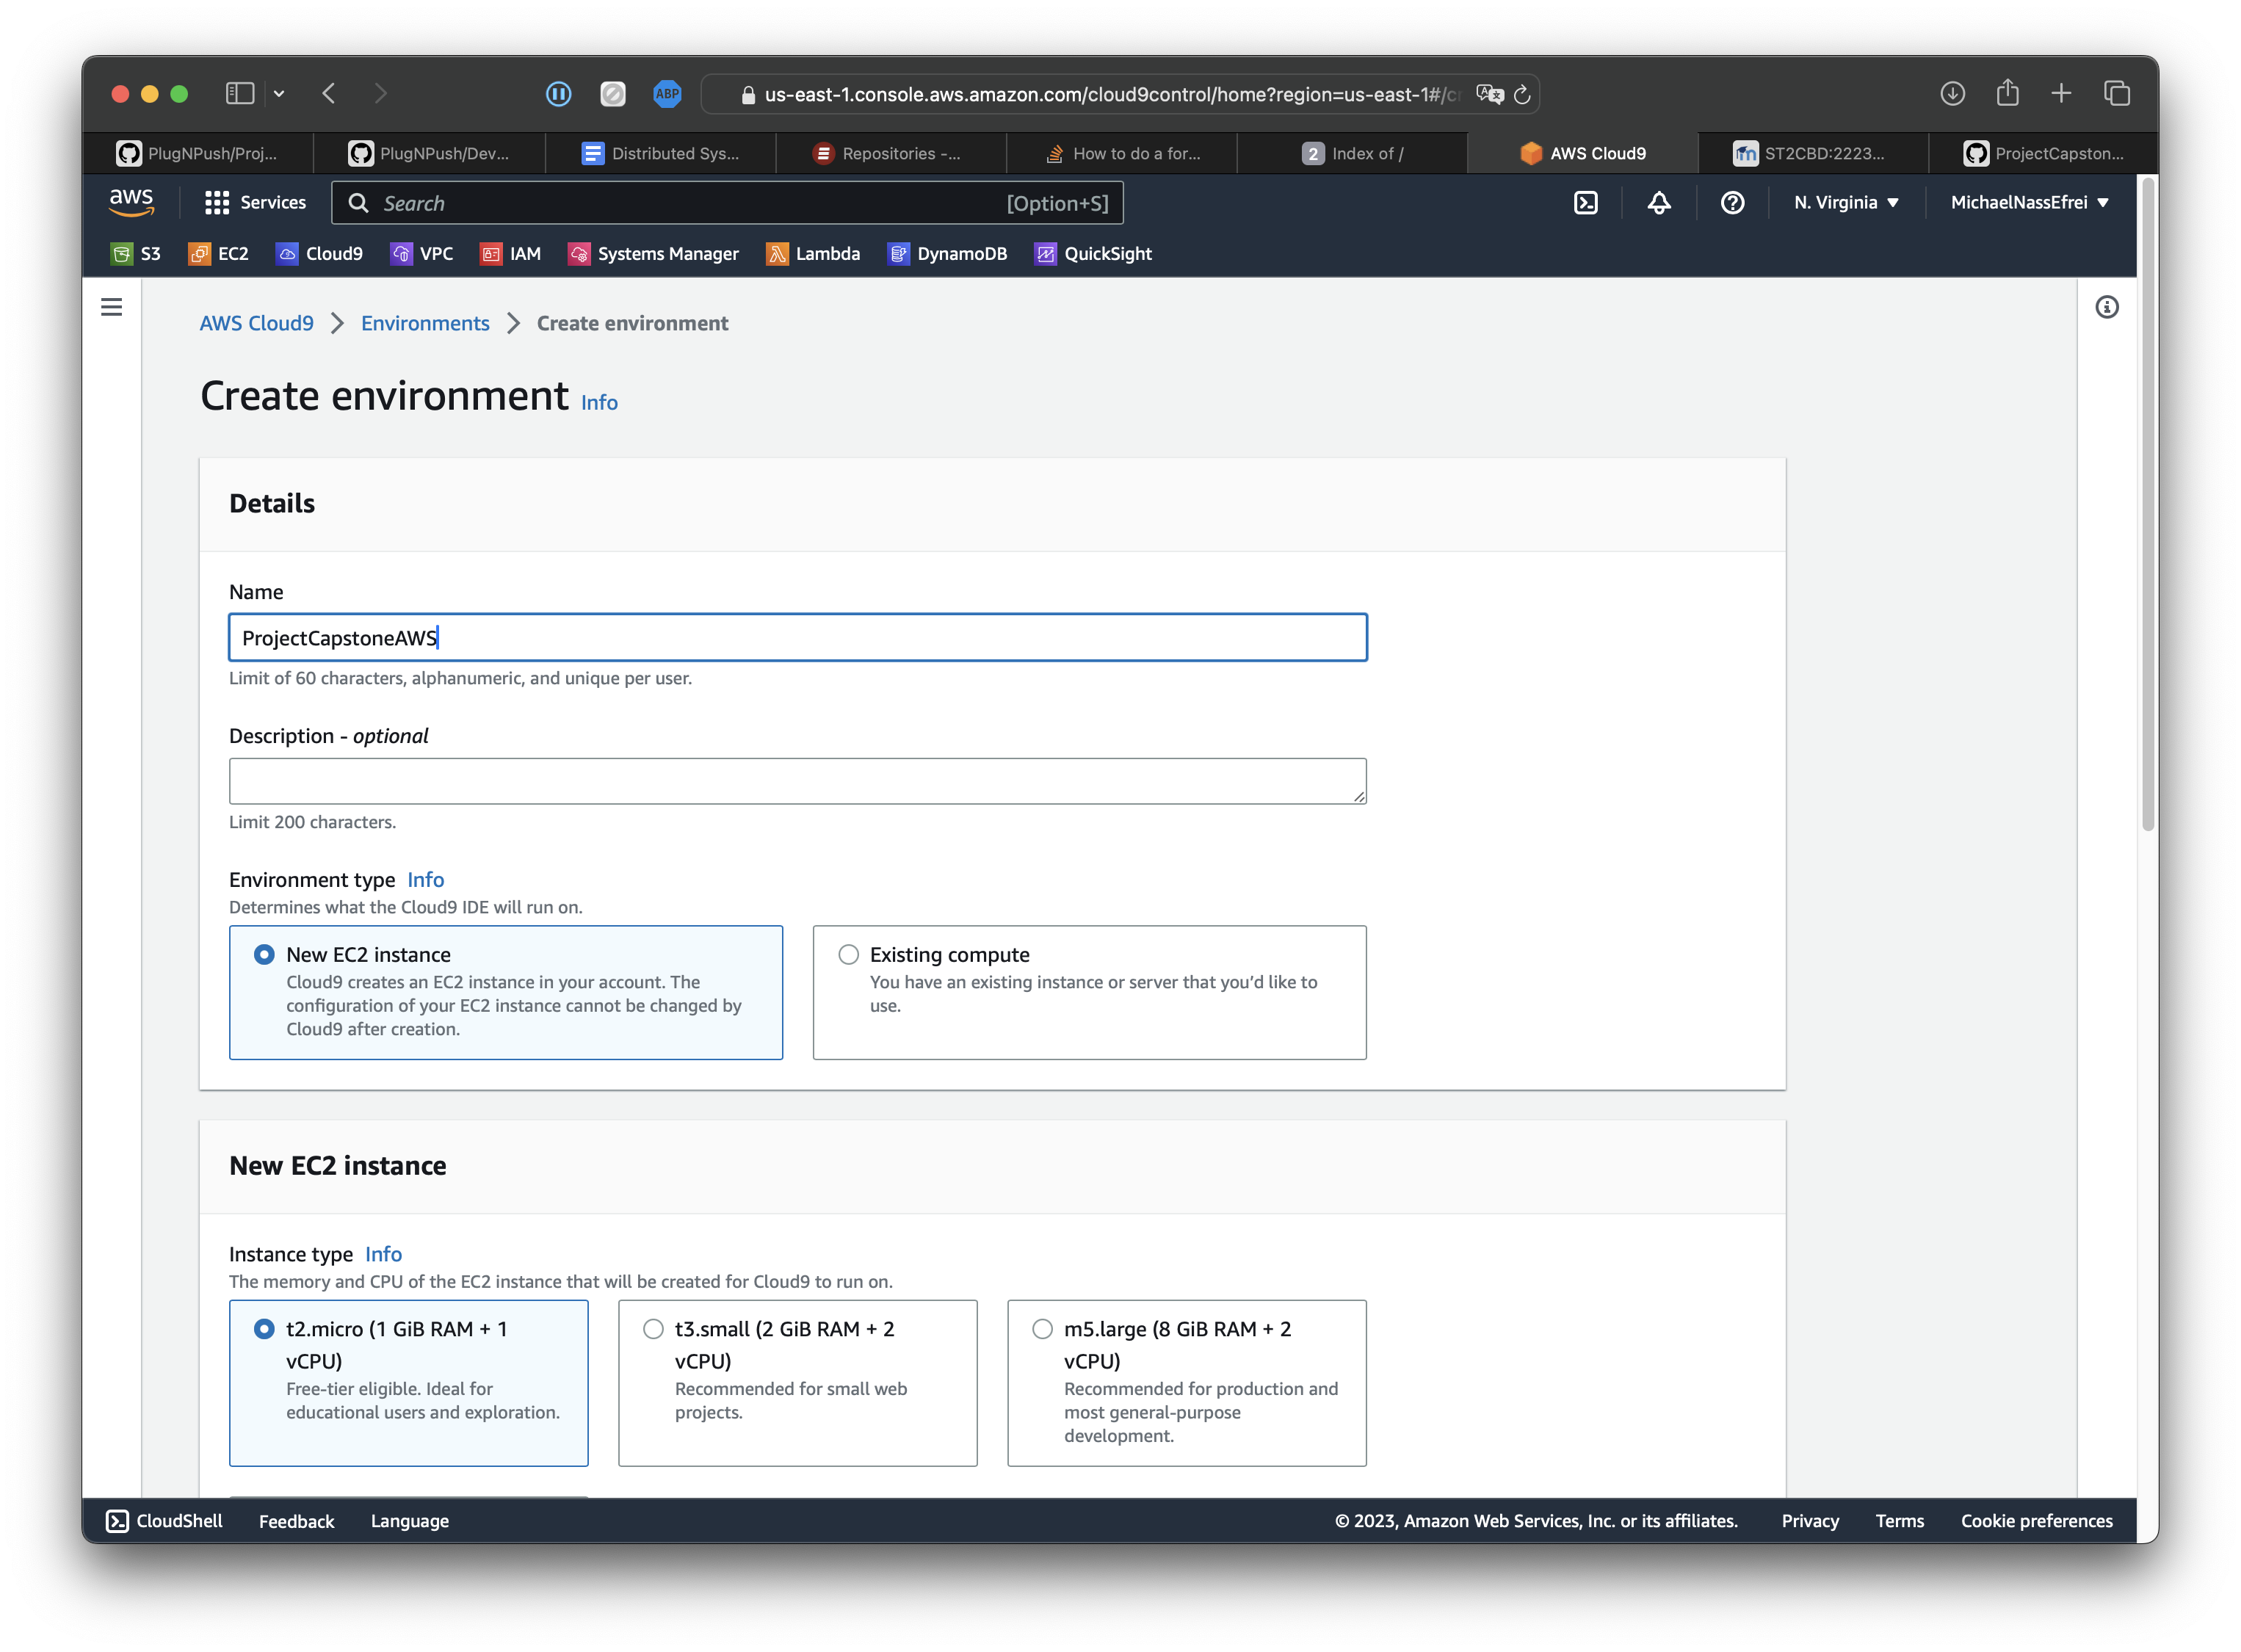 ABP
us-east-1.console.aws.amazon.com/cloud9control/home?region=us-east-1#/c
PlugNPush/Proj...
PlugNPush/Dev...
Distributed Sys...
Repositories -...
How to do a for...
2 Index of /
AWS Cloud9
ST2CBD:2223...
ProjectCapston...
aws
Services
Search
[Option+S]
N. Virginia
MichaelNassEfrei
S3
EC2
Cloud9
VPC
IAM
Systems Manager
Lambda
DynamoDB
QuickSight
AWS Cloud9
Environments
Create environment
Create environment Info
Details
Name
ProjectCapstoneAWS
Limit of 60 characters, alphanumeric, and unique per user.
Description - optional
Limit 200 characters.
Environment type Info
Determines what the Cloud9 IDE will run on.
New EC2 instance
Cloud9 creates an EC2 instance in your account. The
configuration of your EC2 instance cannot be changed by
Cloud9 after creation.
Existing compute
You have an existing instance or server that you’d like to
use.
New EC2 instance
Instance type Info
The memory and CPU of the EC2 instance that will be created for Cloud9 to run on.
t2.micro (1 GiB RAM + 1
vCPU)
Free-tier eligible. Ideal for
educational users and exploration.
t3.small (2 GiB RAM + 2
vCPU)
Recommended for small web
projects.
m5.large (8 GiB RAM + 2
vCPU)
Recommended for production and
most general-purpose
development.
CloudShell
Feedback
Language
© 2023, Amazon Web Services, Inc. or its affiliates.
Privacy
Terms
Cookie preferences